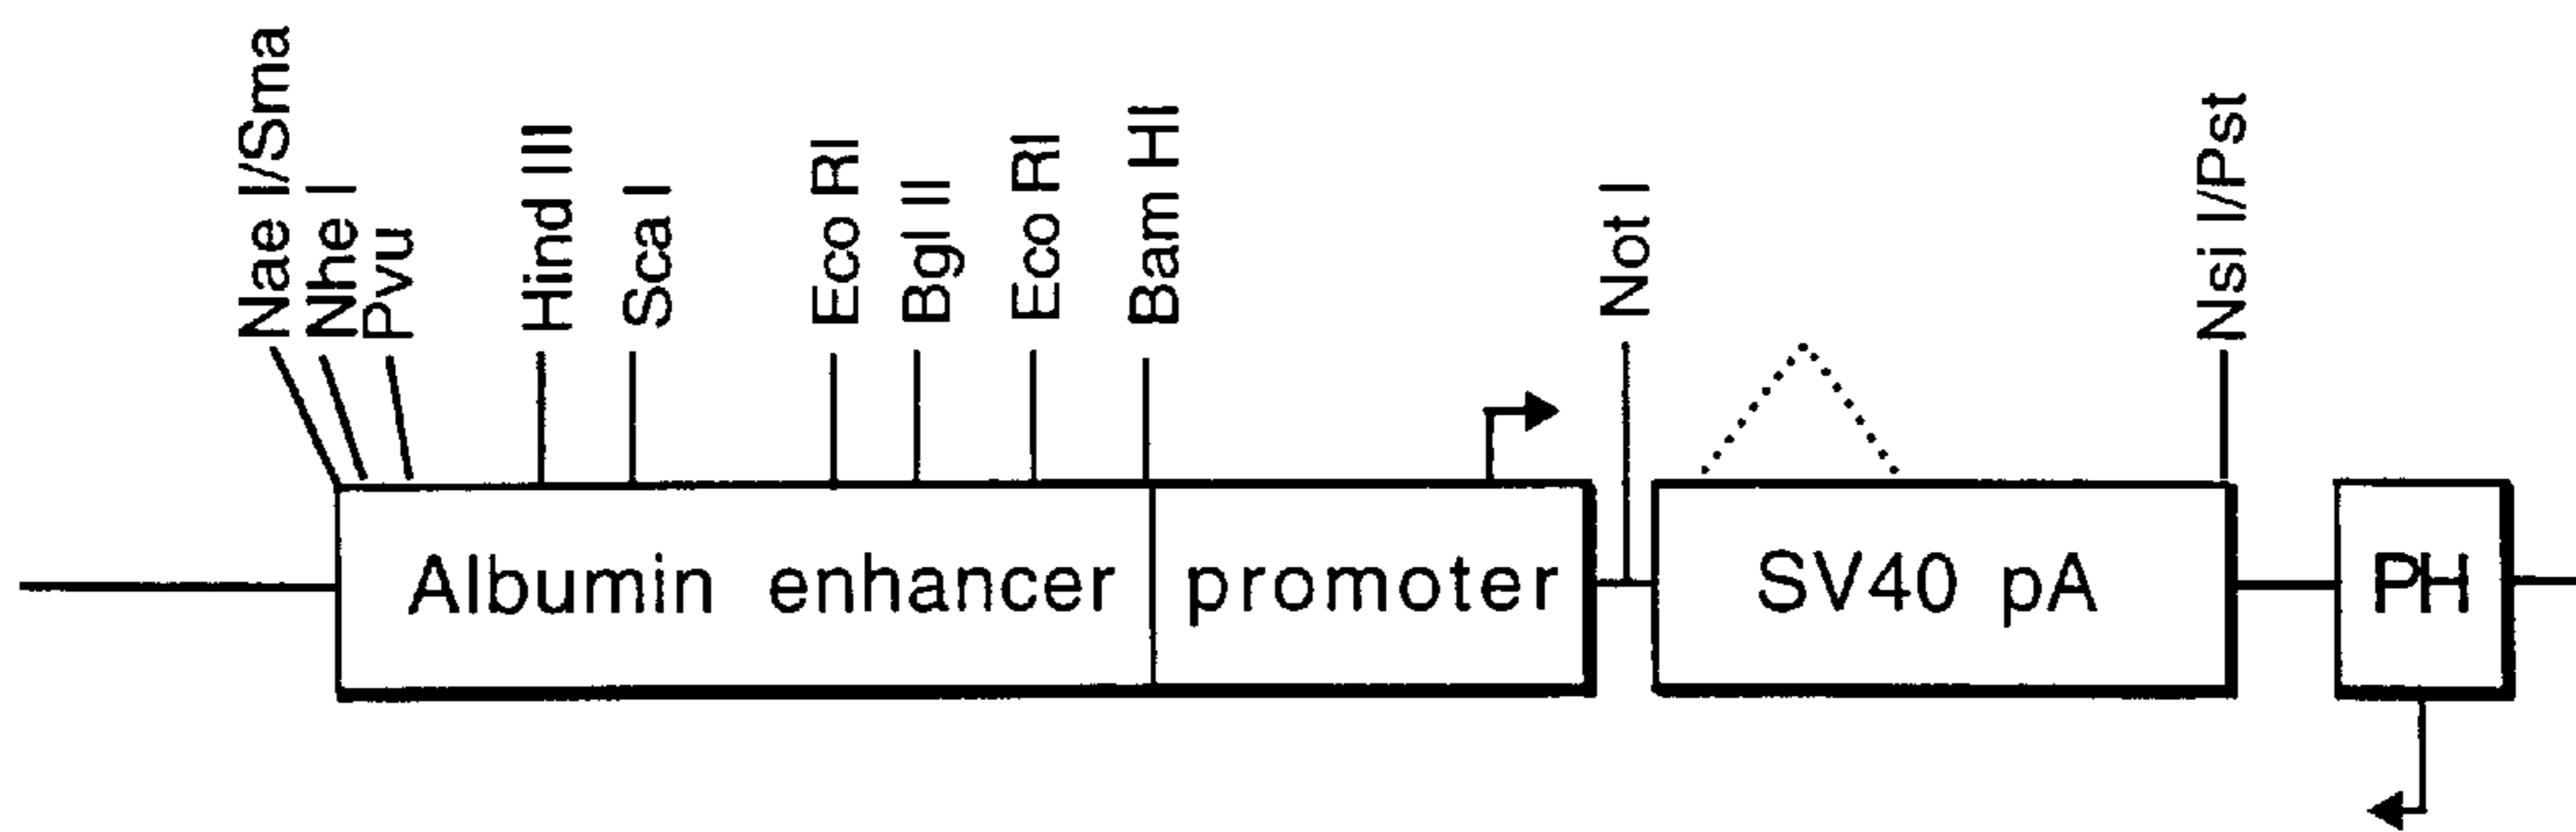 Nae I/Sma
Nhe I
Pvu
Hind III
Sca I
Eco RI
Bgl II
Eco RI
Bam HI
Not I
Nsi I/Pst
Albumin enhancer
promoter
SV40 pA
PH